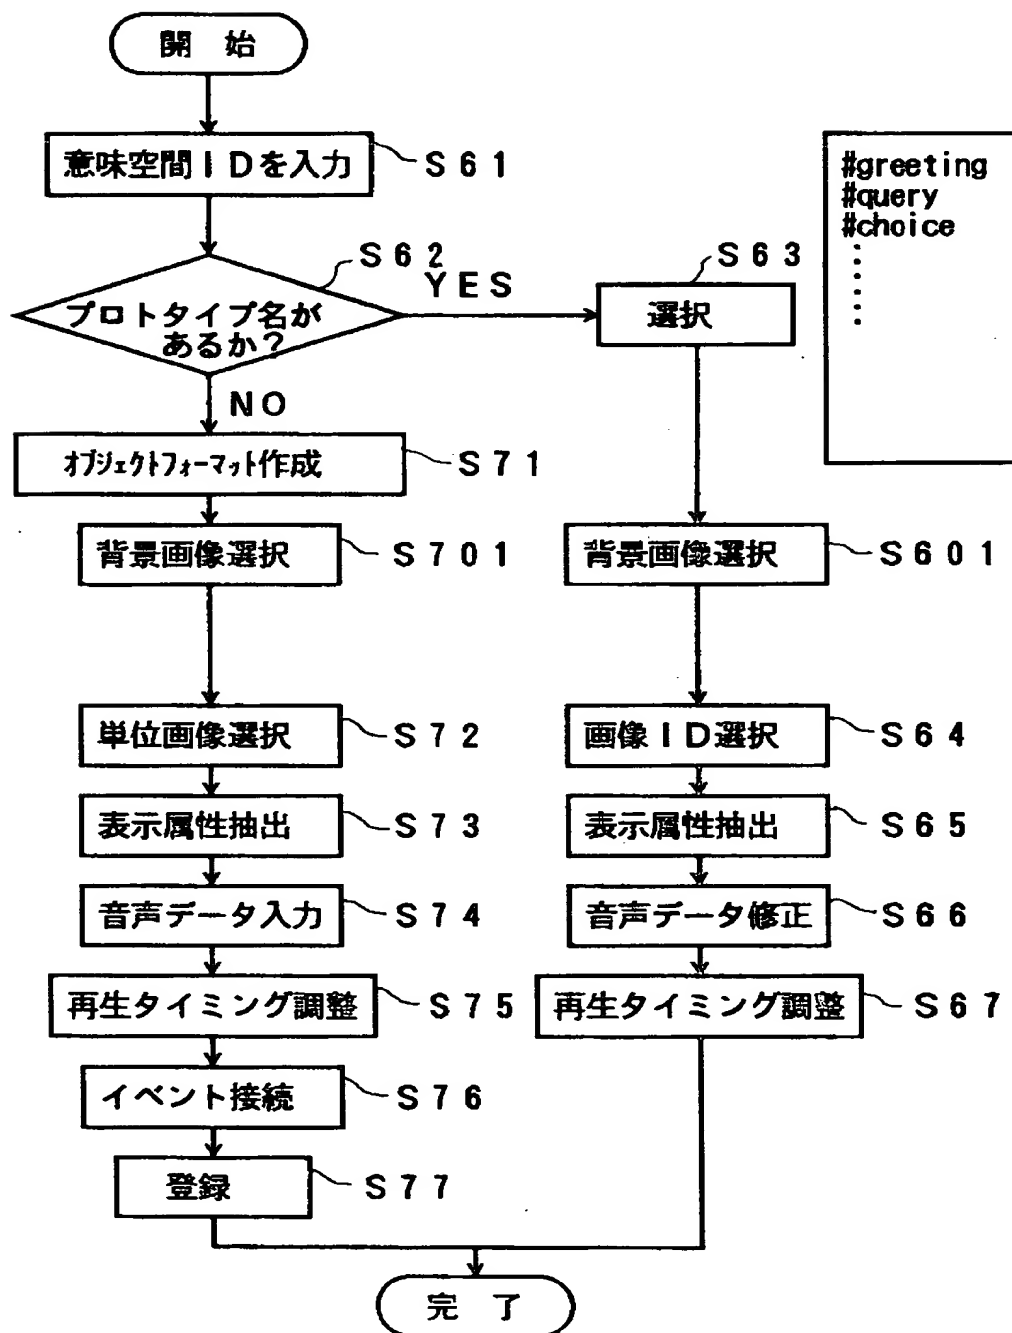 開 始
意味空間IDを入力
S61
#greeting
#query
#choice
S62
YES
S63
プロトタイプ名が
あるか?
選択
NO
オブジェクトフォーマット作成
S71
背景画像選択
S701
背景画像選択
S601
単位画像選択
S72
画像ID選択
S64
表示属性抽出
S73
表示属性抽出
S65
音声データ入力
S74
音声データ修正
S66
再生タイミング調整
S75
再生タイミング調整
S67
イベント接続
S76
登録
S77
完 了